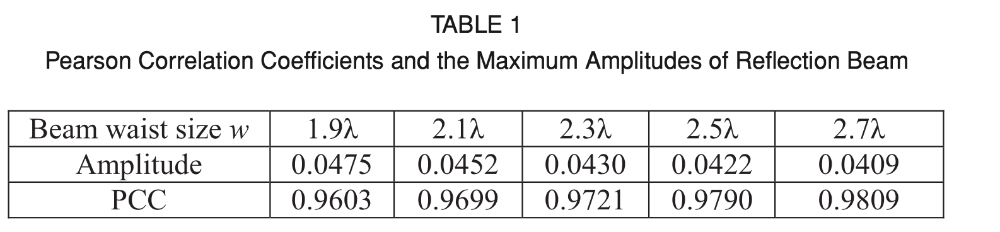 TABLE 1
Pearson Correlation Coefficients and the Maximum Amplitudes of Reflection Beam
Beam waist size w 1.9λ 2.1λ 2.3λ 2.5λ 2.7λ
Amplitude 0.0475 0.0452 0.0430 0.0422 0.0409
PCC 0.9603 0.9699 0.9721 0.9790 0.9809